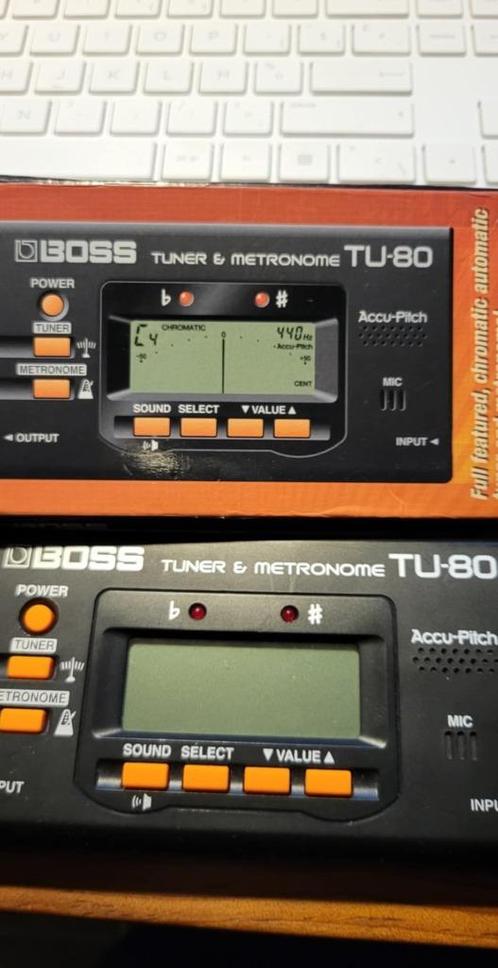 BOSS TUNER & METRONOME TU-80
POWER
♭ #
TUNER
CHROMATIC 0 440Hz
C4
Accu-Pitch
-50 +50
CENT
Accu-Pitch
METRONOME
MIC
SOUND SELECT ▼ VALUE ▲
◄ OUTPUT
INPUT ◄
Full featured, chromatic automatic
BOSS TUNER & METRONOME TU-80
POWER
♭ #
TUNER
Accu-Pitch
ETRONOME
MIC
SOUND SELECT ▼ VALUE ▲
PUT
INPU